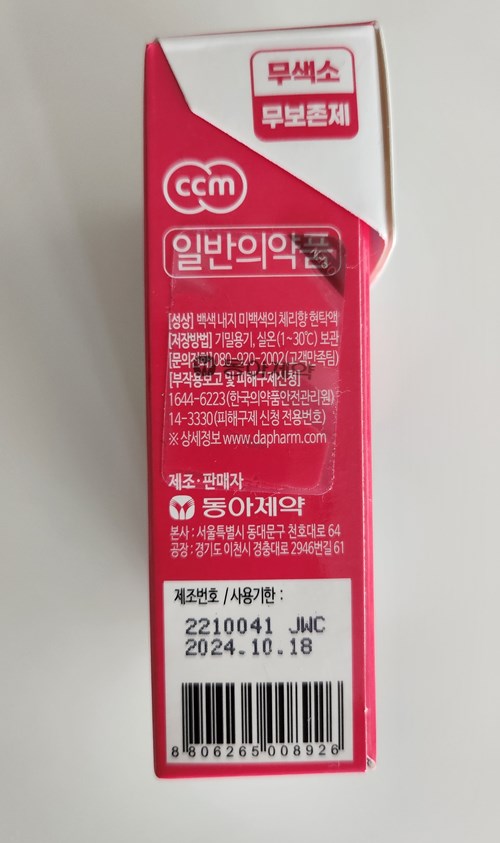 무색소
무보존제
ccm
일반의약품
[성상] 백색 내지 미백색의 체리향 현탁액
[저장방법] 기밀용기, 실온(1~30℃) 보관
[문의전화] 080-920-2002(고객만족팀)
동아제약
[부작용보고 및 피해구제신청]
1644-6223(한국의약품안전관리원)
14-3330(피해구제 신청 전용번호)
※ 상세정보 www.dapharm.com
제조·판매자
동아제약
본사 : 서울특별시 동대문구 천호대로 64
공장 : 경기도 이천시 경충대로 2946번길 61
제조번호 / 사용기한 :
2210041 JWC
2024.10.18
8 806265 008926